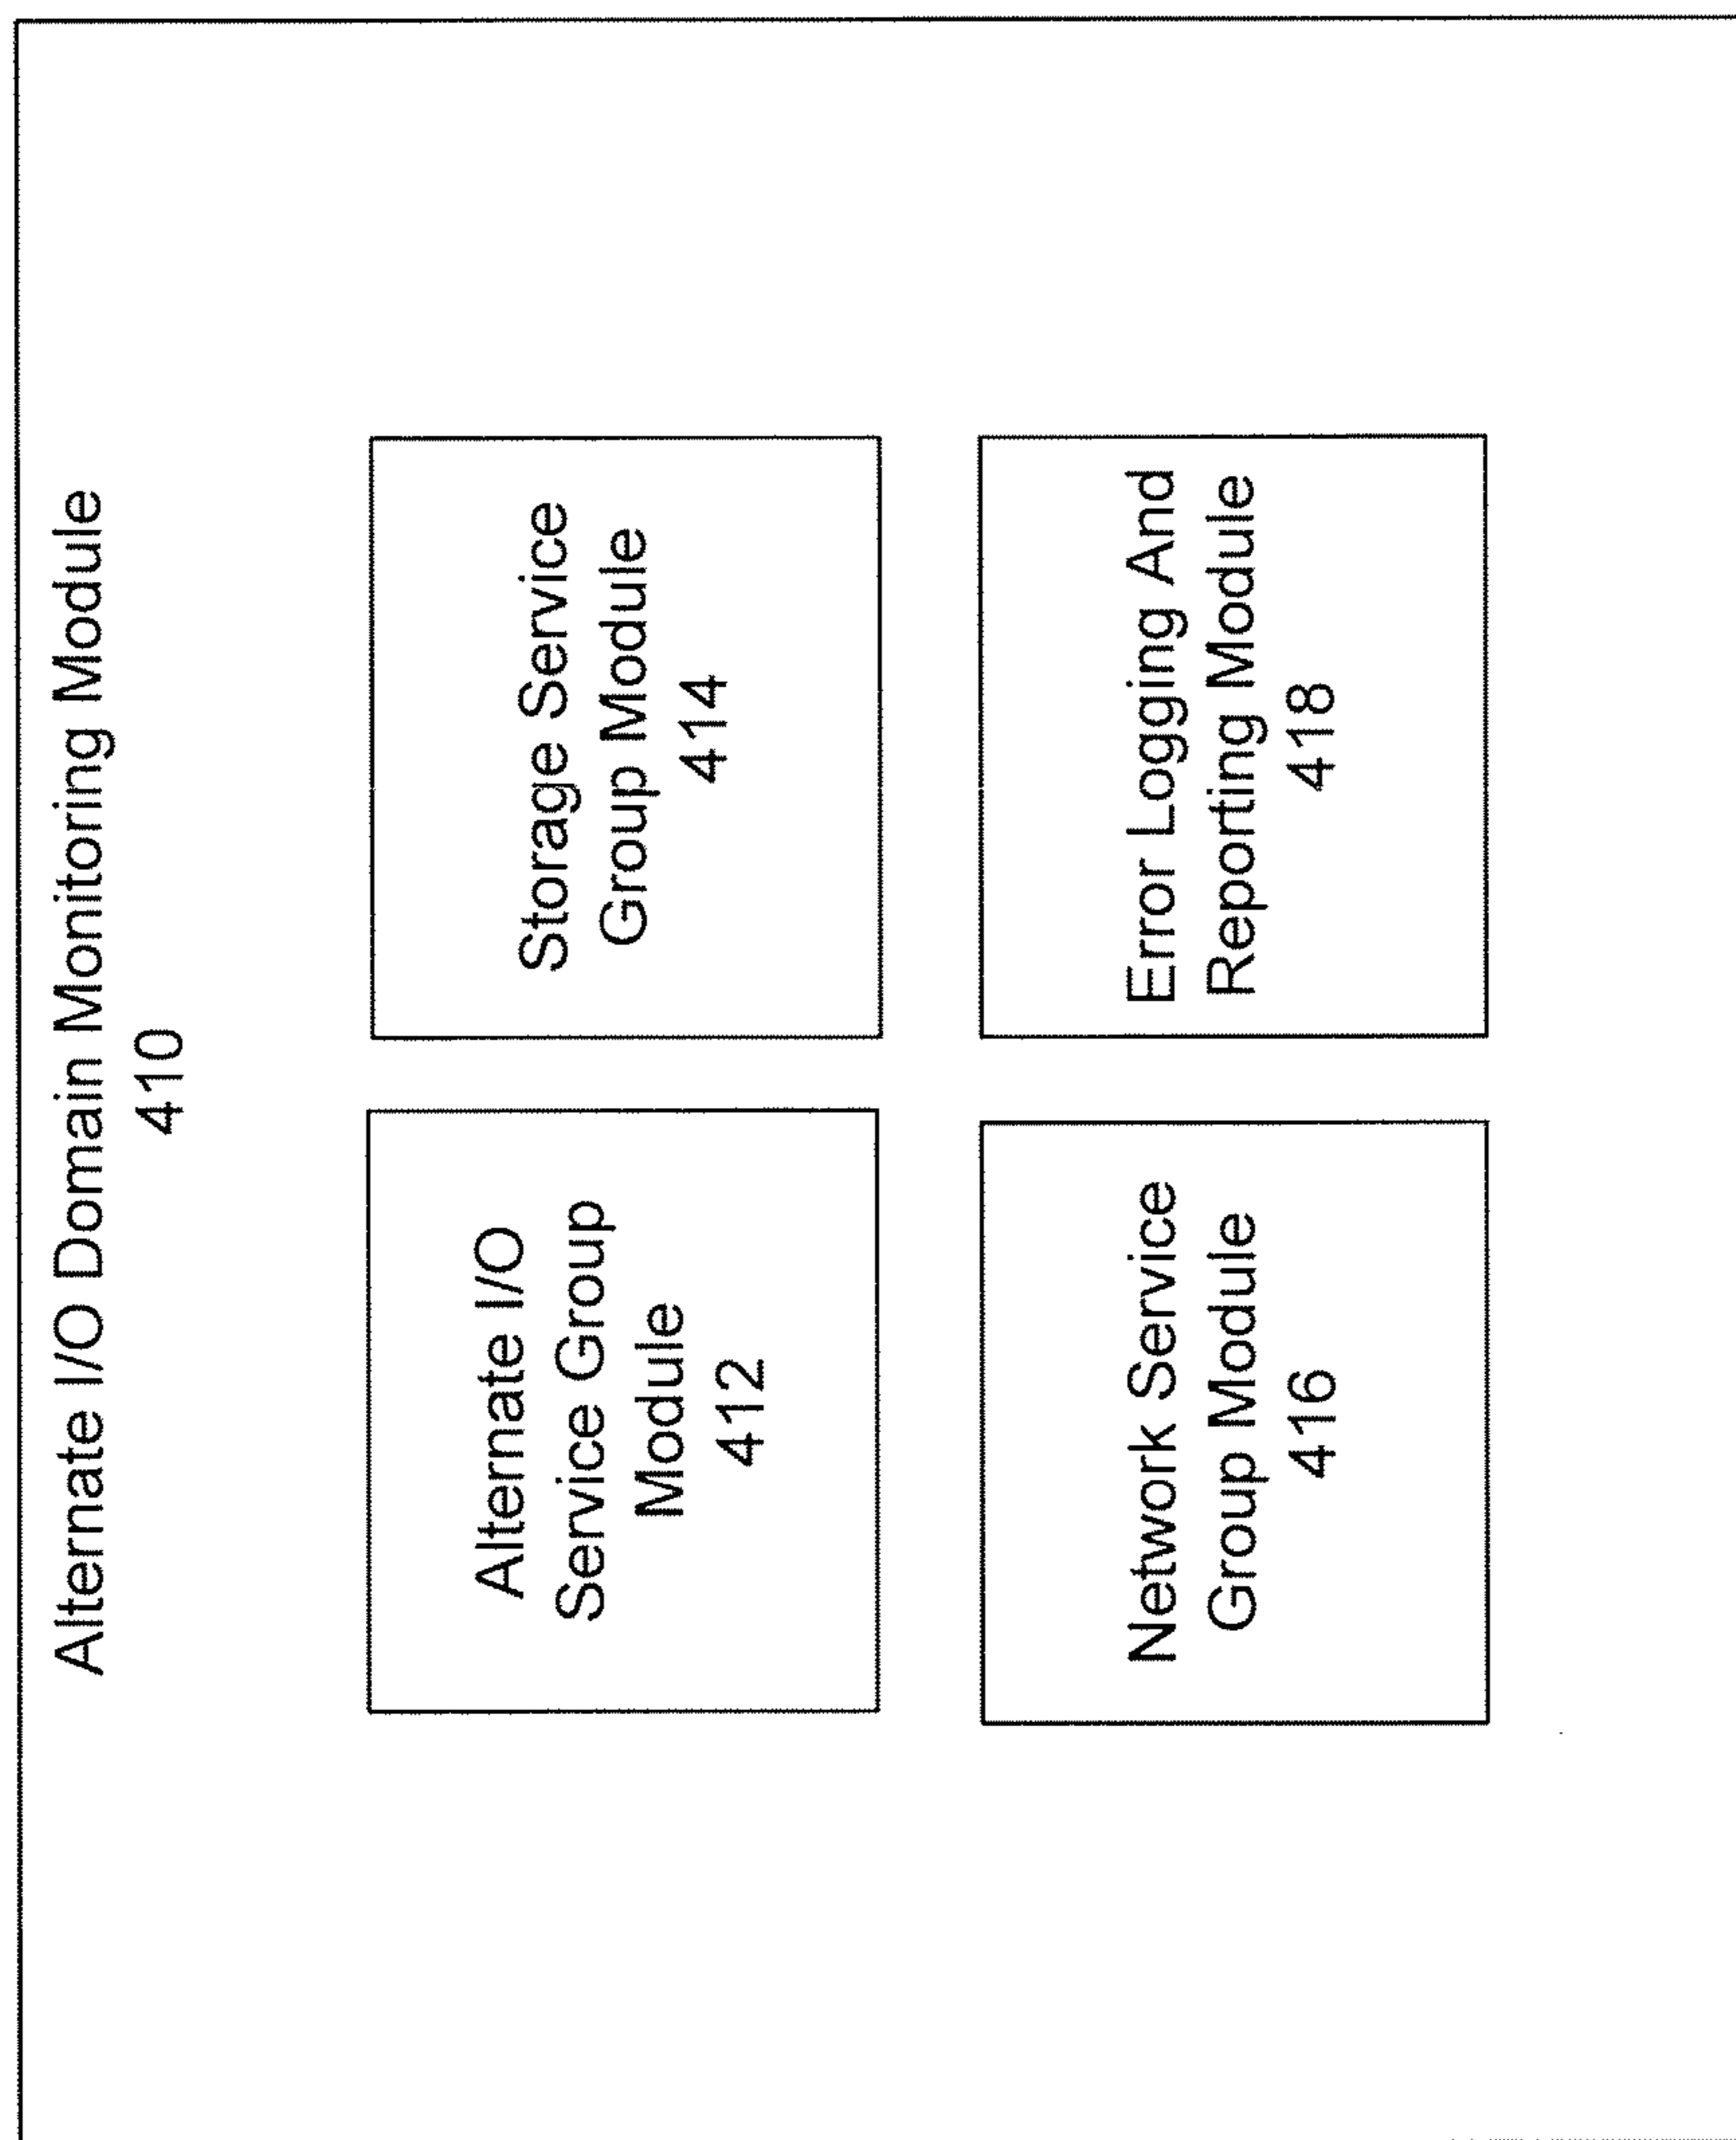 Alternate I/O Domain Monitoring Module
410
Alternate I/O
Service Group
Module
412
Storage Service
Group Module
414
Network Service
Group Module
416
Error Logging And
Reporting Module
418